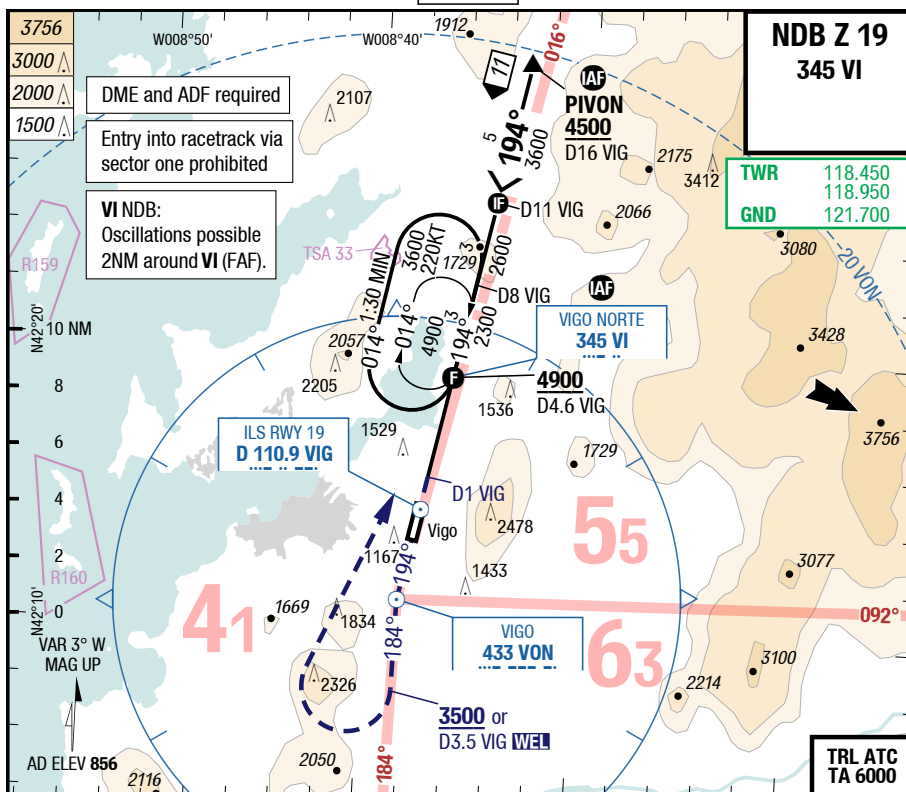 3756
3000
2000
1500
W008°50'
W008°40'
1912
016°
NDB Z 19
345 VI
DME and ADF required
Entry into racetrack via
sector one prohibited
VI NDB:
Oscillations possible
2NM around VI (FAF).
2107
11
IAF
PIVON
4500
D16 VIG
5
194°
3600
2175
3412
TWR 118.450
118.950
GND 121.700
IF
D11 VIG
2066
3080
R159
TSA 33
3600
220KT
1729
3
2600
20 VON
IAF
D8 VIG
014° 1:30 MIN
014°
4900
194°
3
2300
N42°20'
10 NM
2057
2205
VIGO NORTE
345 VI
3428
8
F
4900
D4.6 VIG
1536
3756
ILS RWY 19
D 110.9 VIG
1529
1729
6
D1 VIG
4
Vigo
2478
55
1167
2
R160
1433
3077
194°
N42°10'
0
41
1669
1834
184°
092°
VIGO
433 VON
63
VAR 3° W
MAG UP
2326
3100
2214
3500 or
D3.5 VIG WEL
184°
2050
AD ELEV 856
2116
TRL ATC
TA 6000